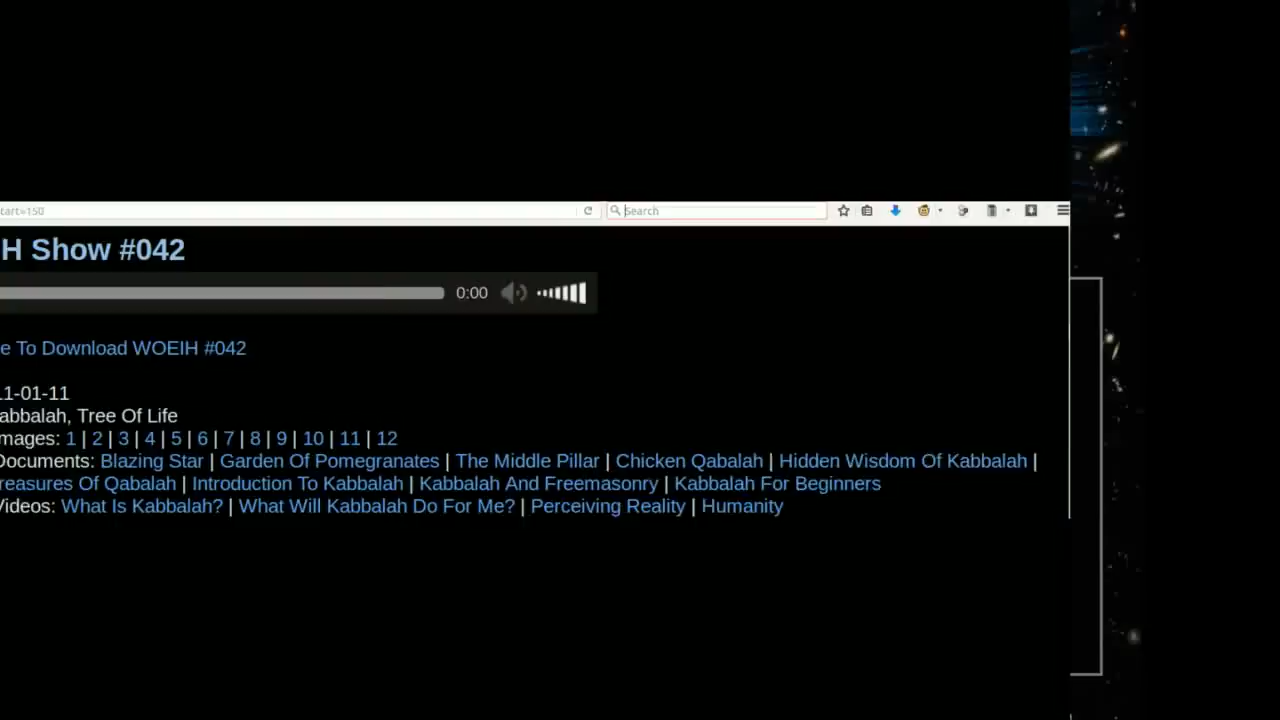 tart=150 Search
H Show #042
0:00
e To Download WOEIH #042
11-01-11
abbalah, Tree Of Life
mages: 1 | 2 | 3 | 4 | 5 | 6 | 7 | 8 | 9 | 10 | 11 | 12
Documents: Blazing Star | Garden Of Pomegranates | The Middle Pillar | Chicken Qabalah | Hidden Wisdom Of Kabbalah |
reasures Of Qabalah | Introduction To Kabbalah | Kabbalah And Freemasonry | Kabbalah For Beginners
Videos: What Is Kabbalah? | What Will Kabbalah Do For Me? | Perceiving Reality | Humanity